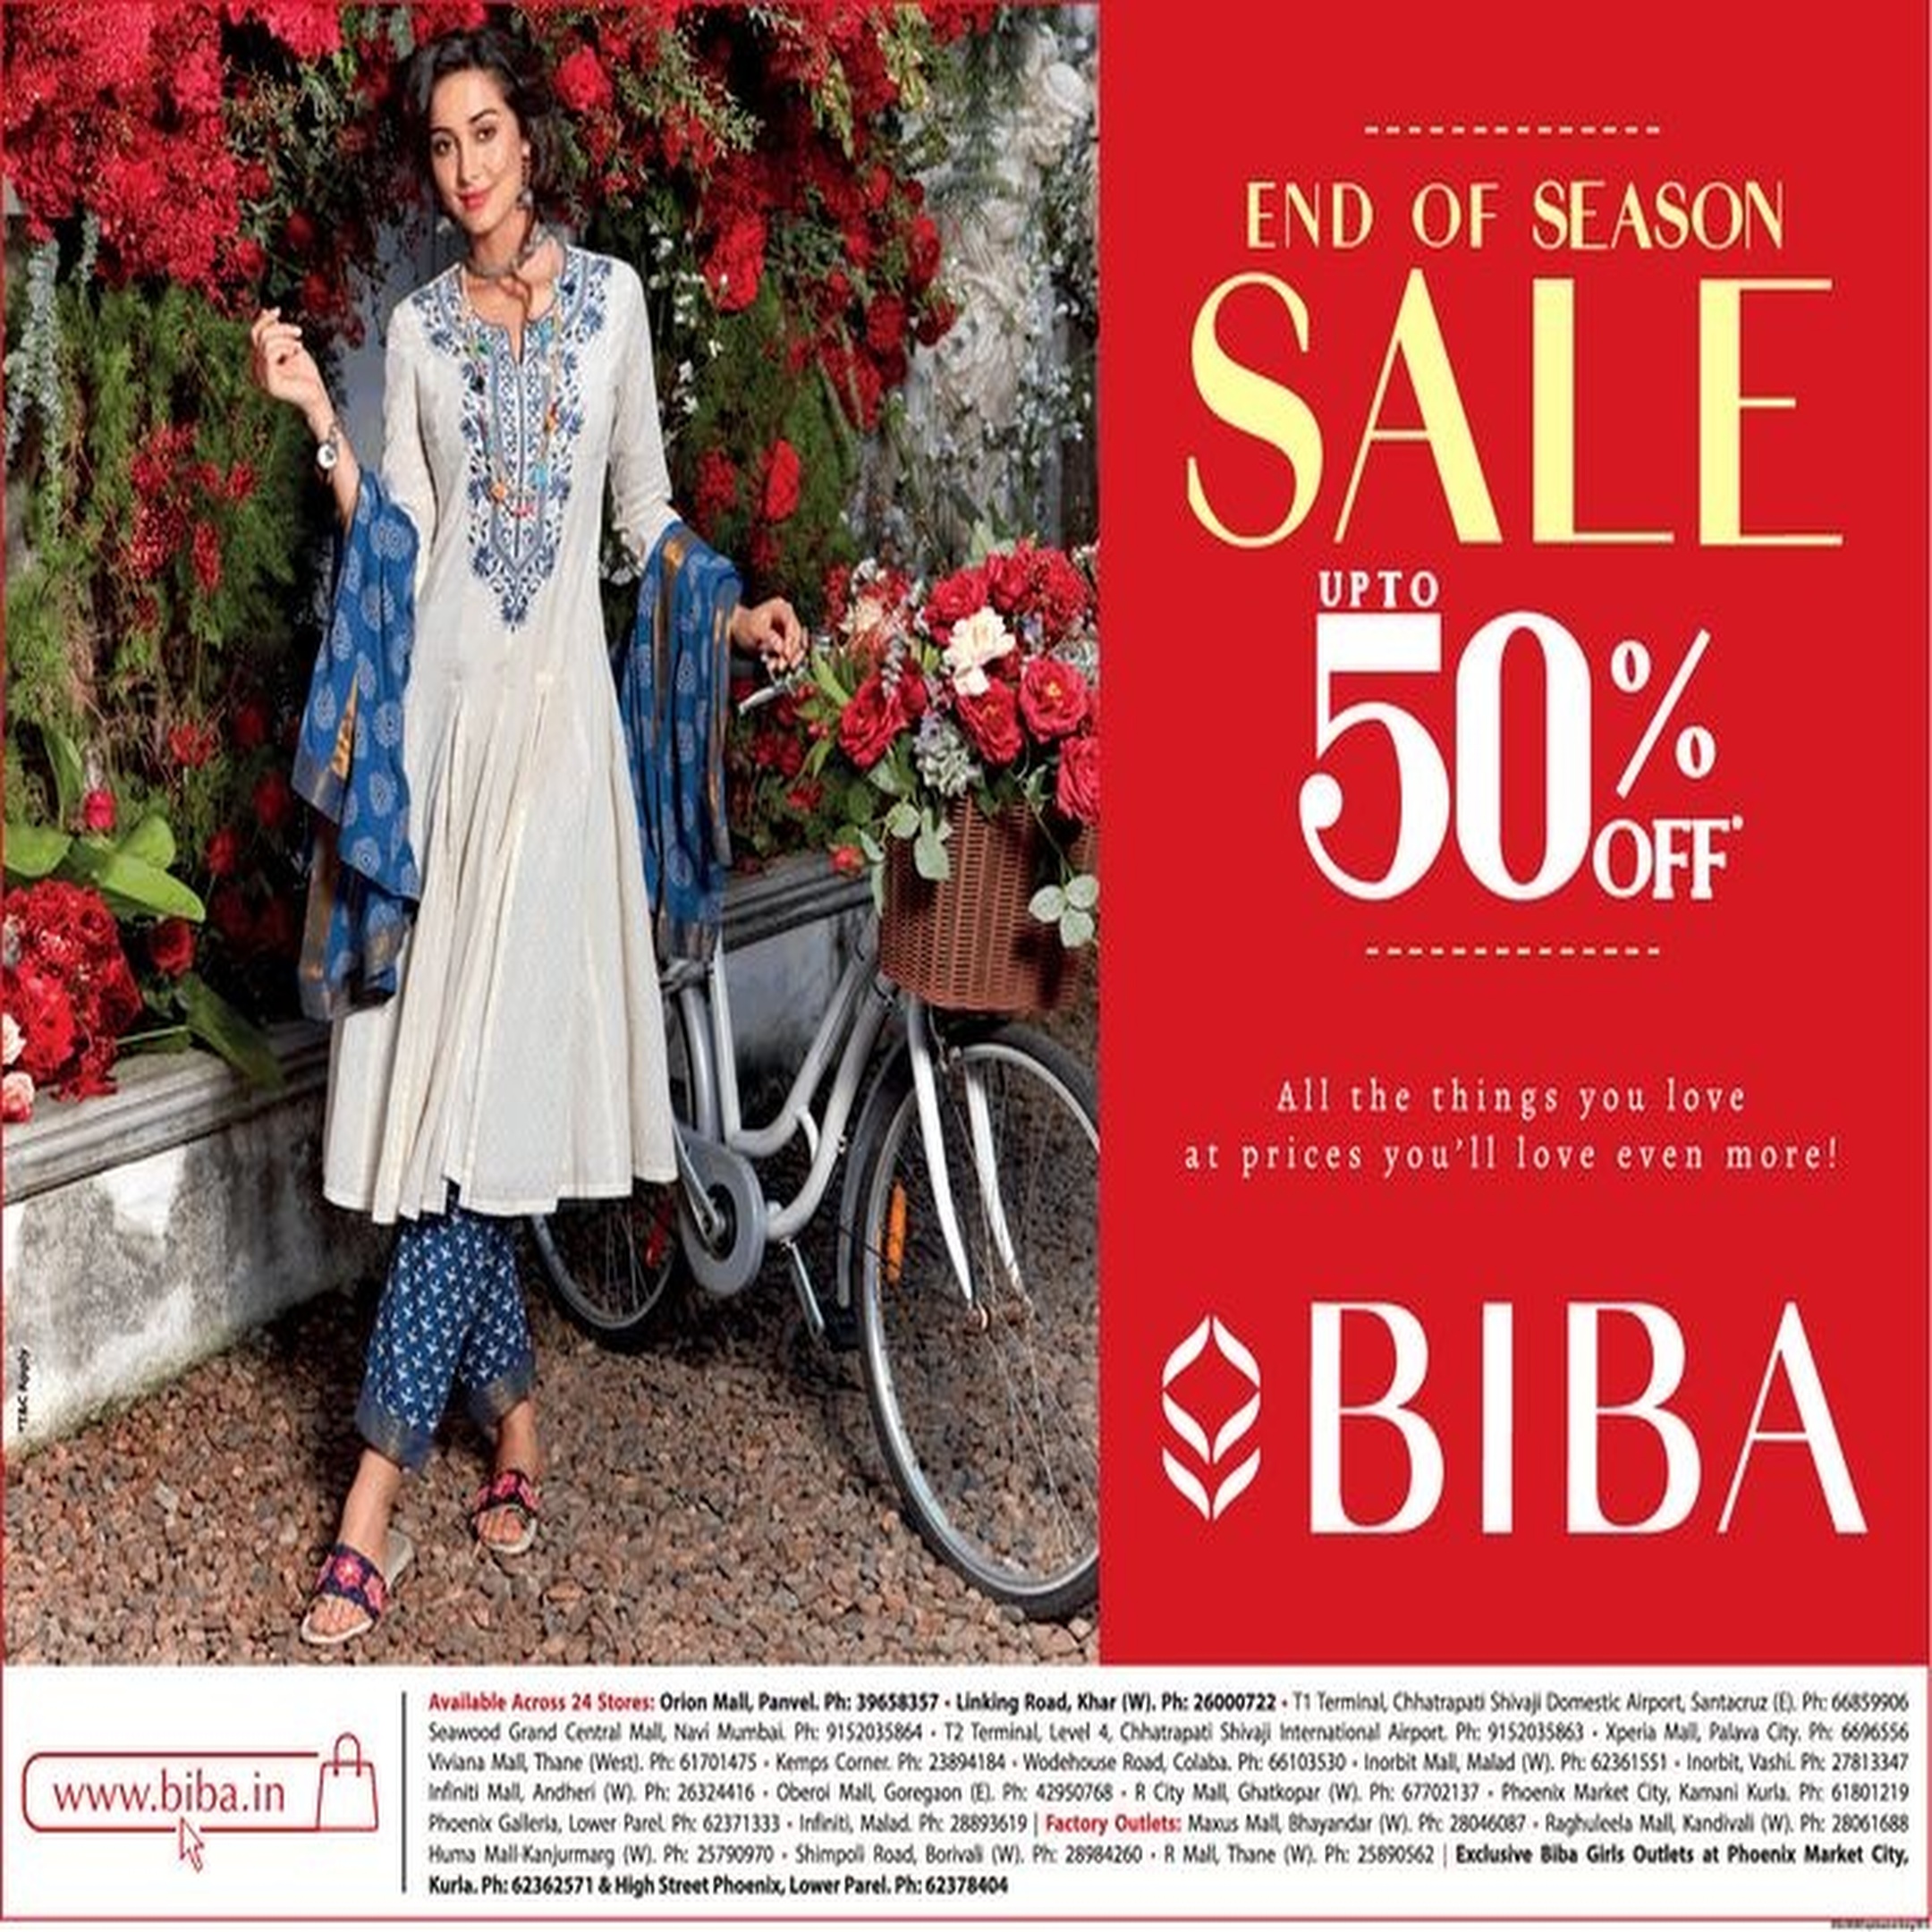 END OF SEASON
SALE
UPTO
50%
OFF*
All the things you love
at prices you'll love even more!
BIBA
*T&C Apply
www.biba.in
Available Across 24 Stores: Orion Mall, Panvel. Ph: 39658357 • Linking Road, Khar (W). Ph: 26000722 • T1 Terminal, Chhatrapati Shivaji Domestic Airport, Santacruz (E). Ph: 66859906
Seawood Grand Central Mall, Navi Mumbai. Ph: 9152035864 • T2 Terminal, Level 4, Chhatrapati Shivaji International Airport. Ph: 9152035863 • Xperia Mall, Palava City. Ph: 6696556
Viviana Mall, Thane (West). Ph: 61701475 • Kemps Corner. Ph: 23894184 • Wodehouse Road, Colaba. Ph: 66103530 • Inorbit Mall, Malad (W). Ph: 62361551 • Inorbit, Vashi. Ph: 27813347
Infiniti Mall, Andheri (W). Ph: 26324416 • Oberoi Mall, Goregaon (E). Ph: 42950768 • R City Mall, Ghatkopar (W). Ph: 67702137 • Phoenix Market City, Kamani Kurla. Ph: 61801219
Phoenix Galleria, Lower Parel. Ph: 62371333 • Infiniti, Malad. Ph: 28893619 | Factory Outlets: Maxus Mall, Bhayandar (W). Ph: 28046087 • Raghuleela Mall, Kandivali (W). Ph: 28061688
Huma Mall-Kanjurmarg (W). Ph: 25790970 • Shimpoli Road, Borivali (W). Ph: 28984260 • R Mall, Thane (W). Ph: 25890562 | Exclusive Biba Girls Outlets at Phoenix Market City,
Kurla. Ph: 62362571 & High Street Phoenix, Lower Parel. Ph: 62378404